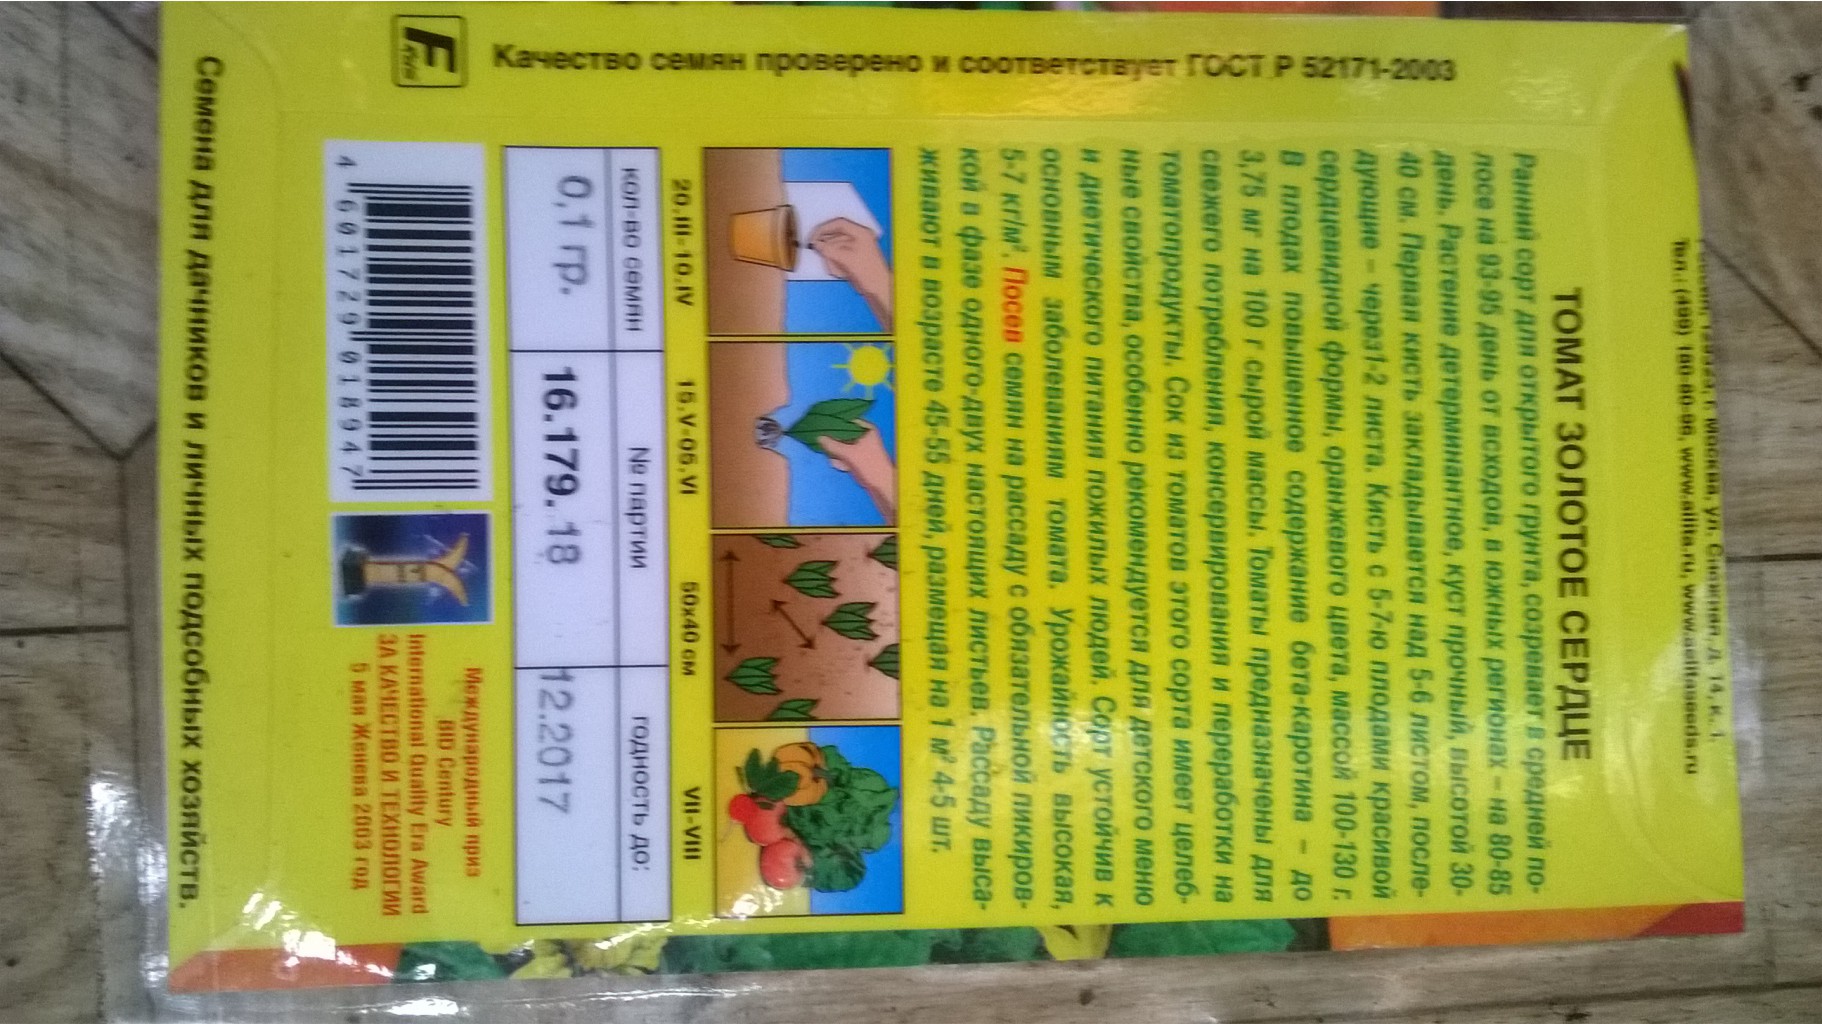 Тел.: (499) 188-88-96, www.silita.ru, www.aelitaseeds.ru
ТОМАТ ЗОЛОТОЕ СЕРДЦЕ
Ранний сорт для открытого грунта, созревает в средней по-
лосе на 93-95 день от всходов, в южных регионах – на 80-85
день. Растение детерминантное, куст прочный, высотой 30-
40 см. Первая кисть закладывается над 5-6 листом, после-
дующие – через1-2 листа. Кисть с 5-7-ю плодами красивой
сердцевидной формы, оранжевого цвета, массой 100-130 г.
В плодах повышенное содержание бета-каротина – до
3,75 мг на 100 г сырой массы. Томаты предназначены для
свежего потребления, консервирования и переработки на
томатопродукты. Сок из томатов этого сорта имеет целеб-
ные свойства, особенно рекомендуется для детского меню
и диетического питания пожилых людей. Сорт устойчив к
основным заболеваниям томата. Урожайность высокая,
5-7 кг/м². Посев семян на рассаду с обязательной пикиров-
кой в фазе одного-двух настоящих листьев. Рассаду выса-
живают в возрасте 45-55 дней, размещая на 1 м² 4-5 шт.
20.III-10.IV 15.V-05.VI 50x40 см VII-VIII
кол-во семян № партии годность до:
0,1 гр. 16.179.18 12.2017
4 601729 918947
Международный приз
BID Century
International Quality Era Award
ЗА КАЧЕСТВО И ТЕХНОЛОГИИ
5 мая Женева 2003 год
Семена для дачников и личных подсобных хозяйств.
F
Качество семян проверено и соответствует ГОСТ Р 52171-2003